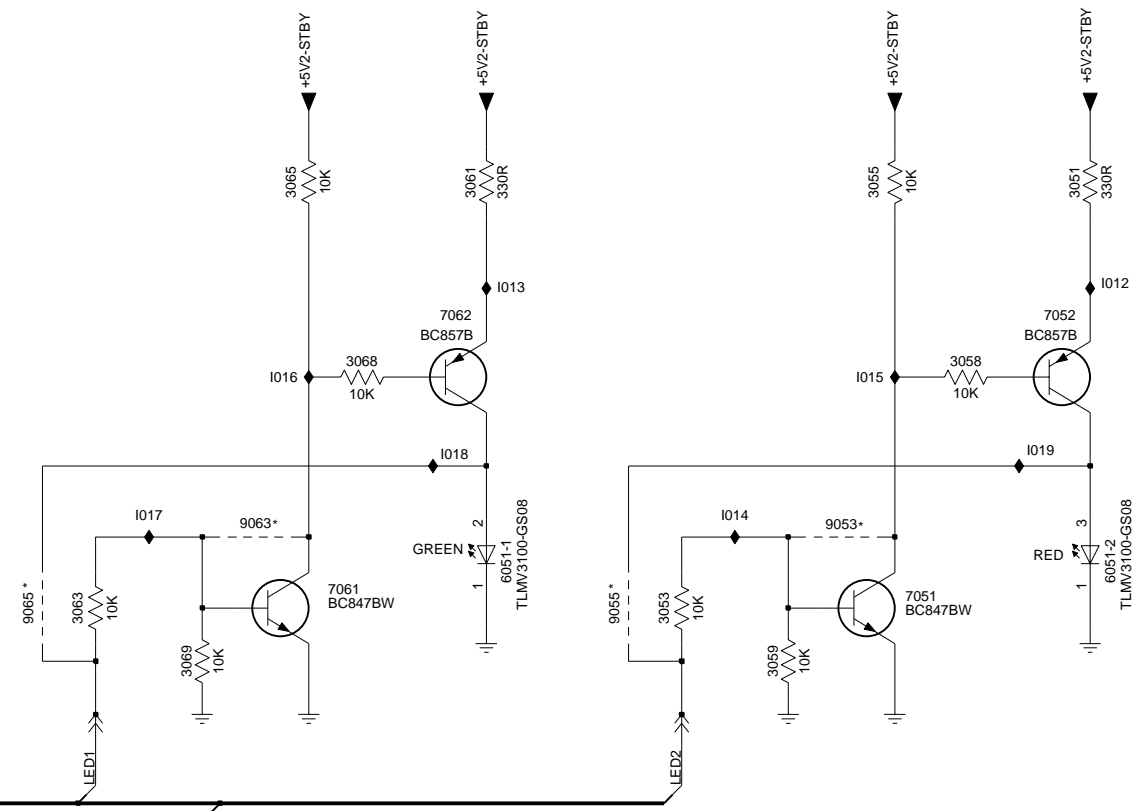 +5V2-STBY
+5V2-STBY
+5V2-STBY
+5V2-STBY
3065
10K
3061
330R
3055
10K
3051
330R
I013
I012
7062
BC857B
7052
BC857B
I016
3068
10K
I015
3058
10K
I018
I019
I017
9063*
I014
9053*
GREEN
2
1
6051-1
TLMV3100-GS08
RED
3
1
6051-2
TLMV3100-GS08
9065*
3063
10K
7061
BC847BW
9055*
3053
10K
7051
BC847BW
3069
10K
3059
10K
LED1
LED2